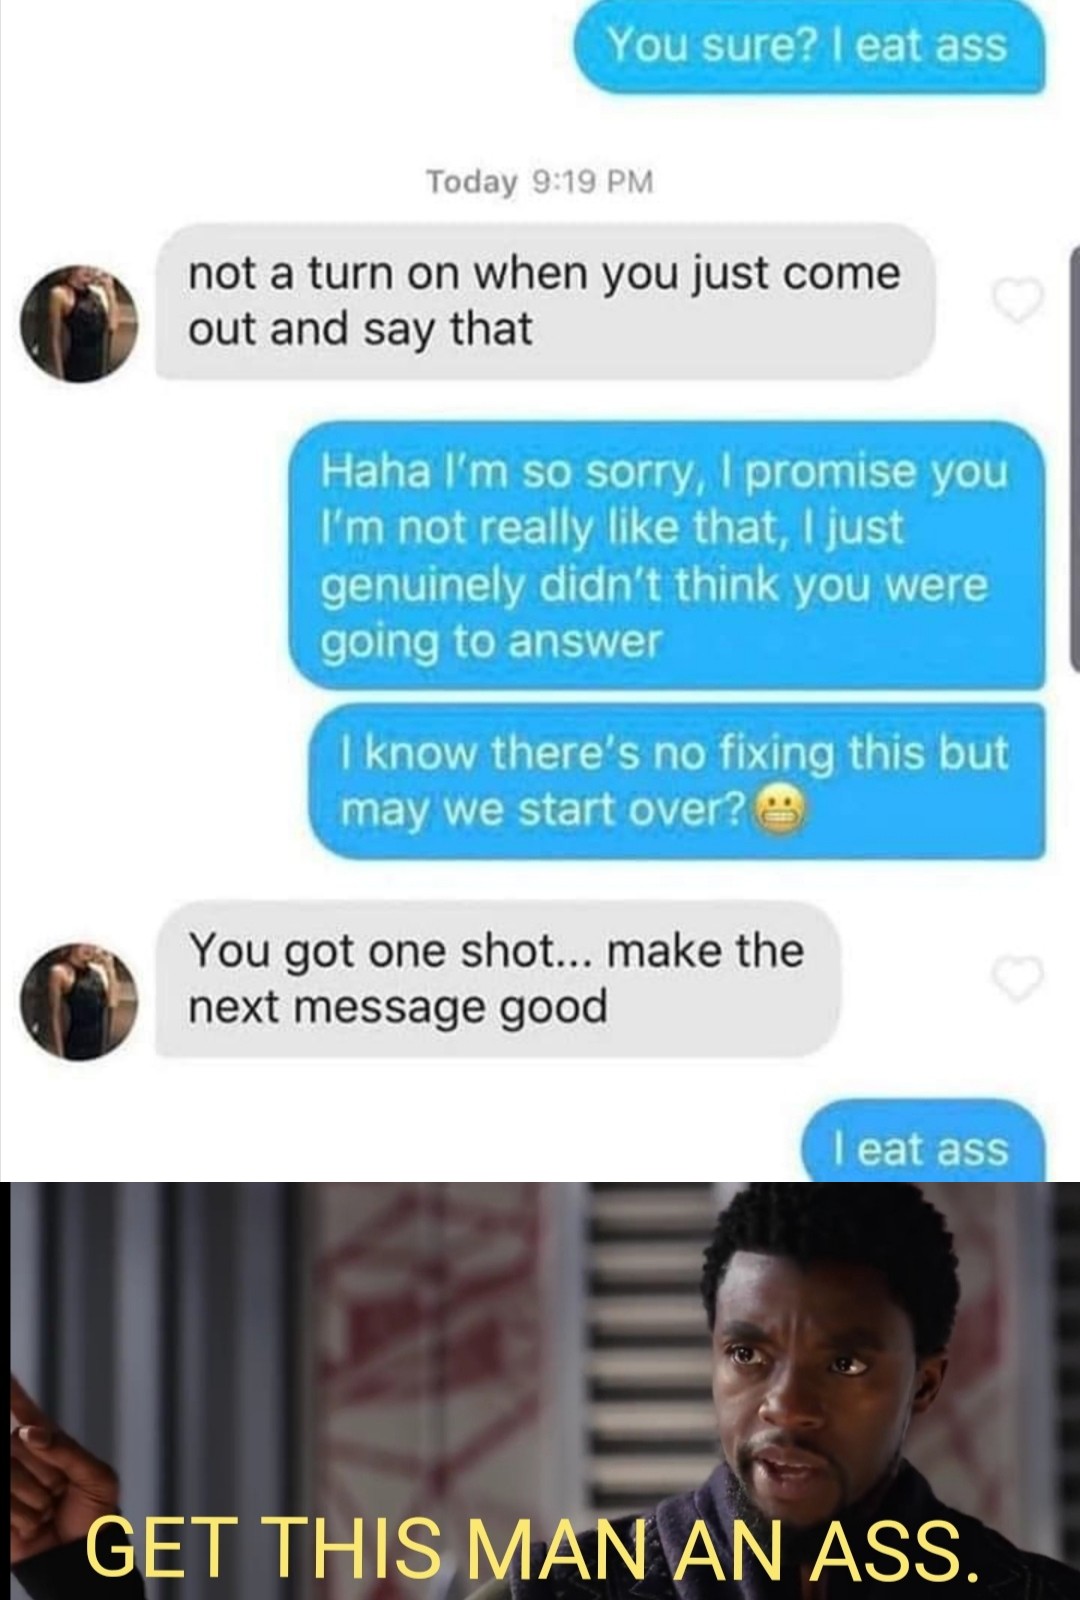 You sure? I eat ass
Today 9:19 PM
not a turn on when you just come
out and say that
Haha I'm so sorry, I promise you
I'm not really like that, I just
genuinely didn't think you were
going to answer
I know there's no fixing this but
may we start over?😬
You got one shot... make the
next message good
I eat ass
GET THIS MAN AN ASS.